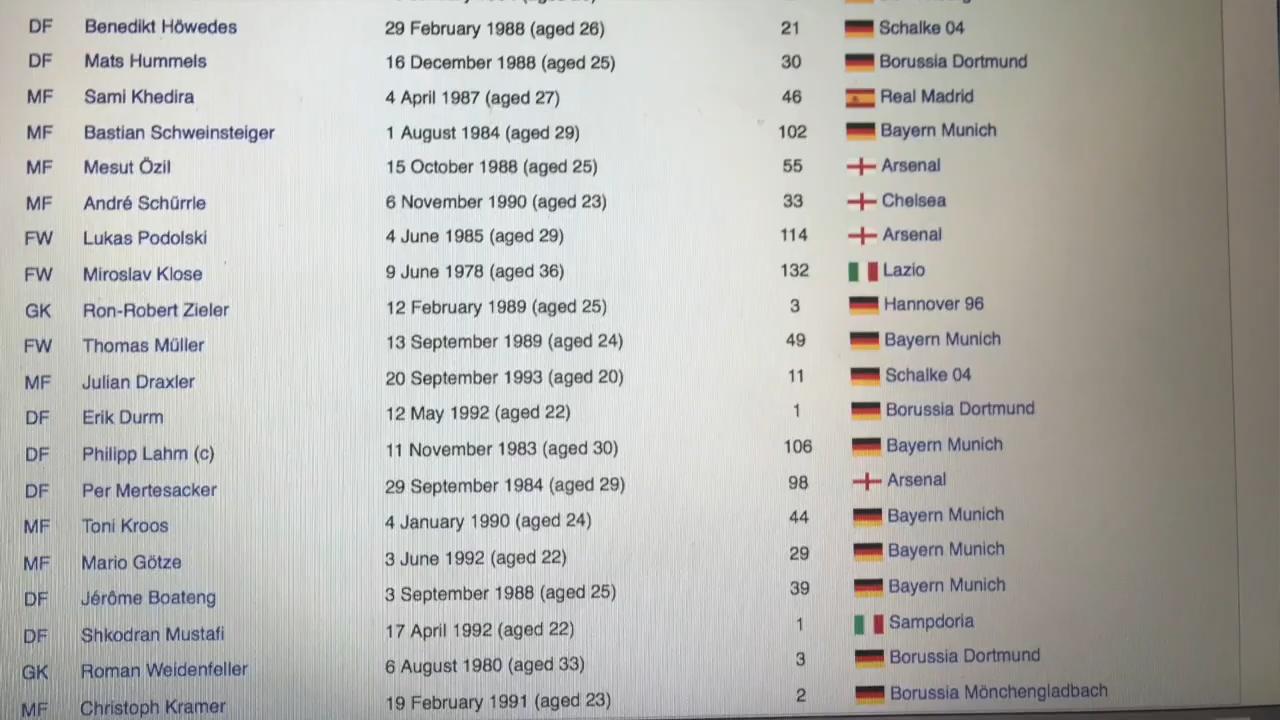 DF Benedikt Höwedes 29 February 1988 (aged 26) 21 Schalke 04
DF Mats Hummels 16 December 1988 (aged 25) 30 Borussia Dortmund
MF Sami Khedira 4 April 1987 (aged 27) 46 Real Madrid
MF Bastian Schweinsteiger 1 August 1984 (aged 29) 102 Bayern Munich
MF Mesut Özil 15 October 1988 (aged 25) 55 Arsenal
MF André Schürrle 6 November 1990 (aged 23) 33 Chelsea
FW Lukas Podolski 4 June 1985 (aged 29) 114 Arsenal
FW Miroslav Klose 9 June 1978 (aged 36) 132 Lazio
GK Ron-Robert Zieler 12 February 1989 (aged 25) 3 Hannover 96
FW Thomas Müller 13 September 1989 (aged 24) 49 Bayern Munich
MF Julian Draxler 20 September 1993 (aged 20) 11 Schalke 04
DF Erik Durm 12 May 1992 (aged 22) 1 Borussia Dortmund
DF Philipp Lahm (c) 11 November 1983 (aged 30) 106 Bayern Munich
DF Per Mertesacker 29 September 1984 (aged 29) 98 Arsenal
MF Toni Kroos 4 January 1990 (aged 24) 44 Bayern Munich
MF Mario Götze 3 June 1992 (aged 22) 29 Bayern Munich
DF Jérôme Boateng 3 September 1988 (aged 25) 39 Bayern Munich
DF Shkodran Mustafi 17 April 1992 (aged 22) 1 Sampdoria
GK Roman Weidenfeller 6 August 1980 (aged 33) 3 Borussia Dortmund
MF Christoph Kramer 19 February 1991 (aged 23) 2 Borussia Mönchengladbach